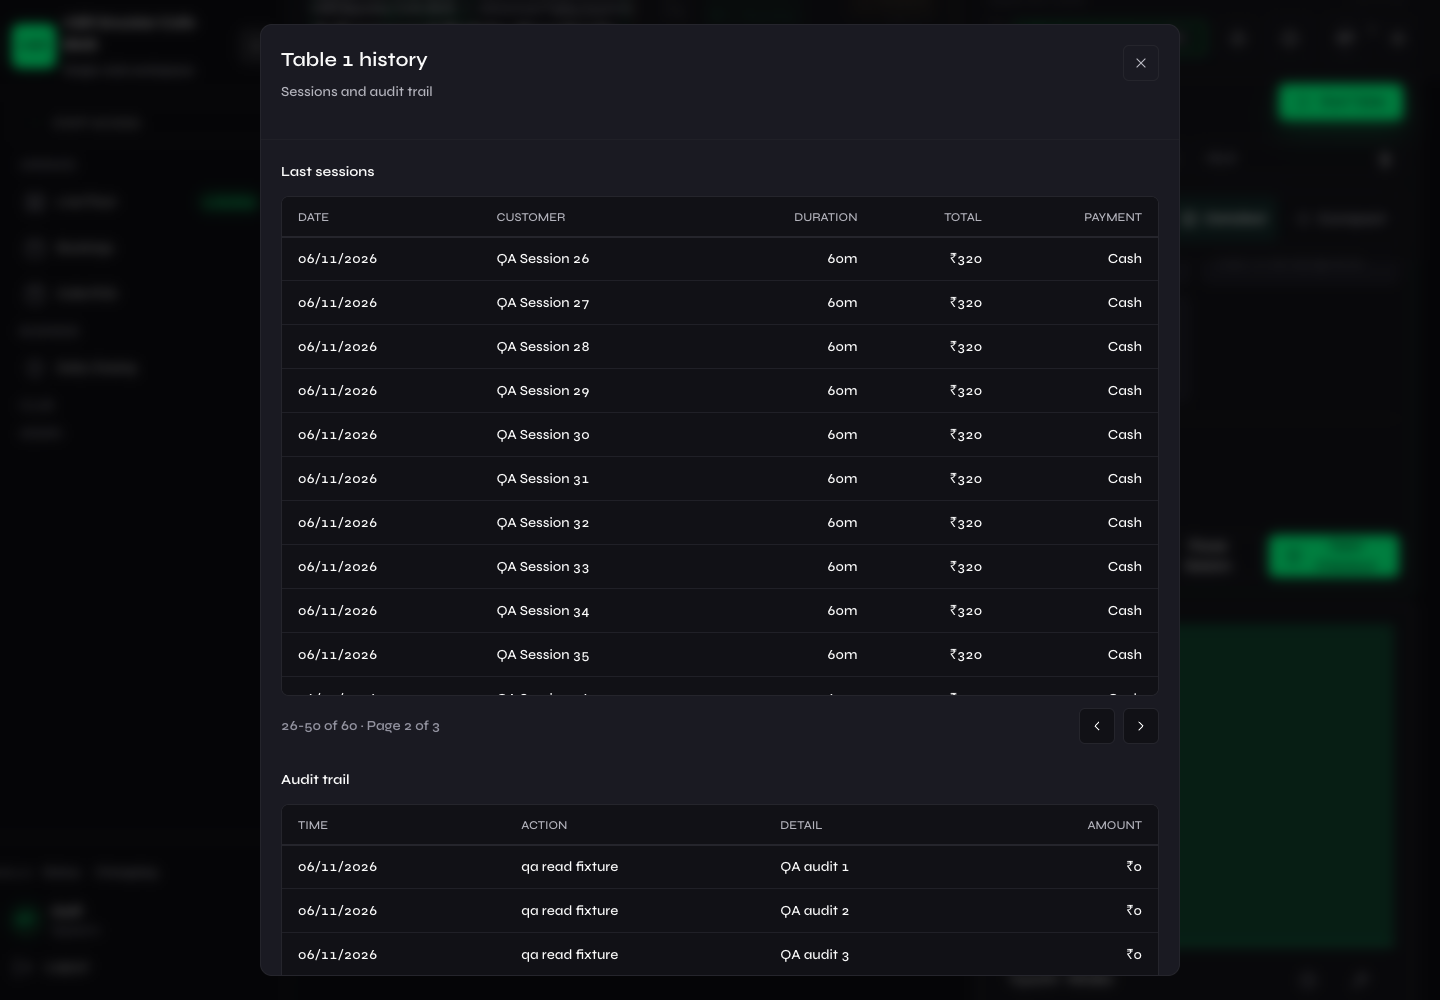 Table 1 history
Sessions and audit trail
Last sessions
DATE CUSTOMER DURATION TOTAL PAYMENT
06/11/2026 QA Session 26 60m ₹320 Cash
06/11/2026 QA Session 27 60m ₹320 Cash
06/11/2026 QA Session 28 60m ₹320 Cash
06/11/2026 QA Session 29 60m ₹320 Cash
06/11/2026 QA Session 30 60m ₹320 Cash
06/11/2026 QA Session 31 60m ₹320 Cash
06/11/2026 QA Session 32 60m ₹320 Cash
06/11/2026 QA Session 33 60m ₹320 Cash
06/11/2026 QA Session 34 60m ₹320 Cash
06/11/2026 QA Session 35 60m ₹320 Cash
26-50 of 60 · Page 2 of 3
Audit trail
TIME ACTION DETAIL AMOUNT
06/11/2026 qa read fixture QA audit 1 ₹0
06/11/2026 qa read fixture QA audit 2 ₹0
06/11/2026 qa read fixture QA audit 3 ₹0